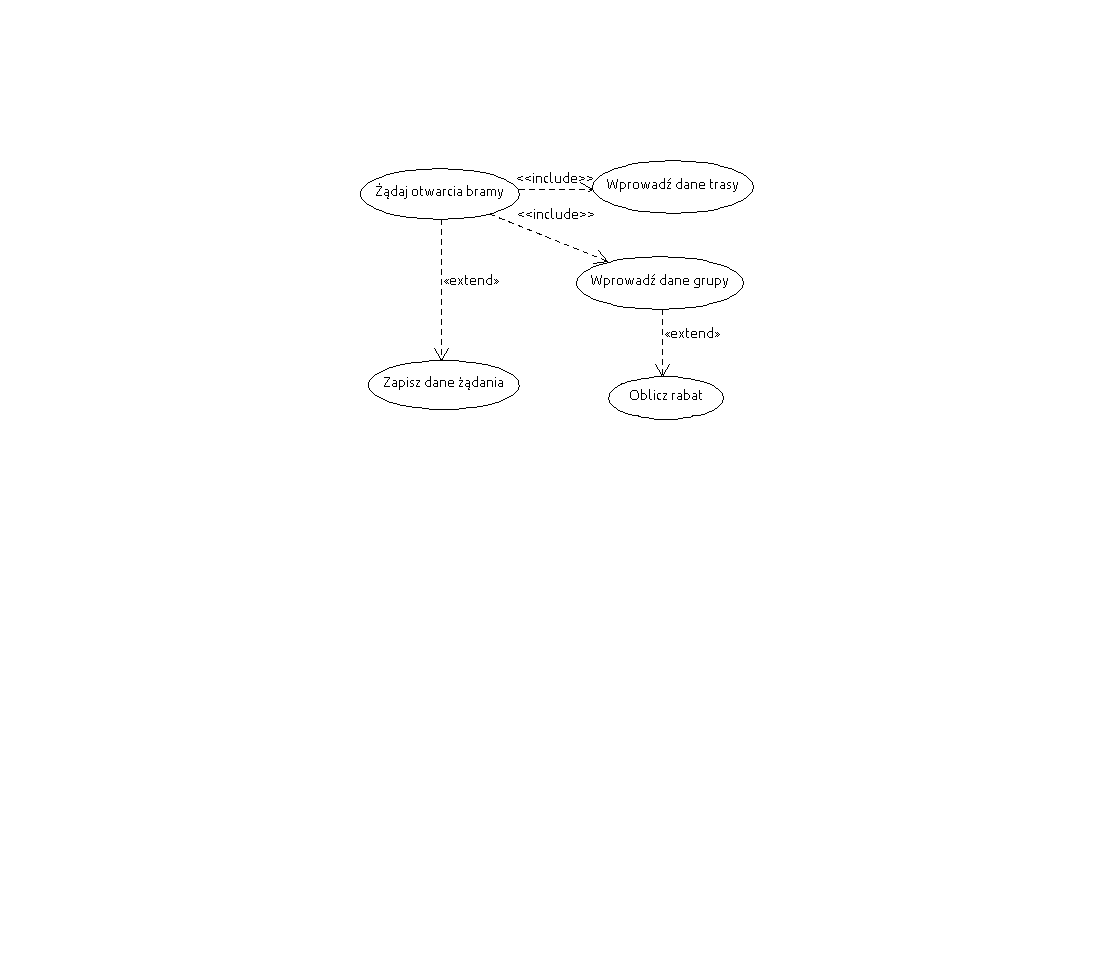 Żądaj otwarcia bramy
<<include>>
Wprowadź dane trasy
<<include>>
«extend»
Wprowadź dane grupy
«extend»
Zapisz dane żądania
Oblicz rabat